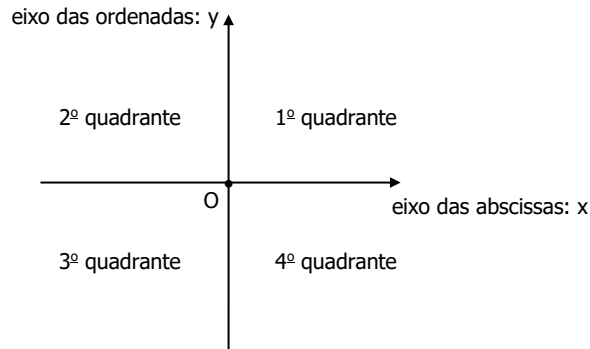 eixo das ordenadas: y
2º quadrante
1º quadrante
O
eixo das abscissas: x
3º quadrante
4º quadrante